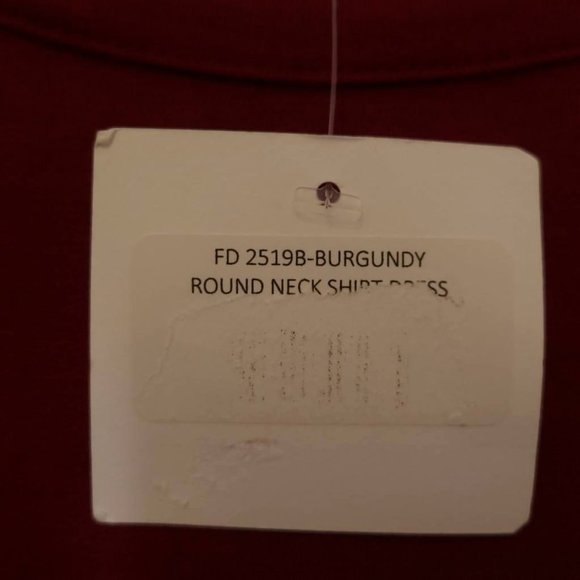 FD 2519B-BURGUNDY
ROUND NECK SHIRT DRESS